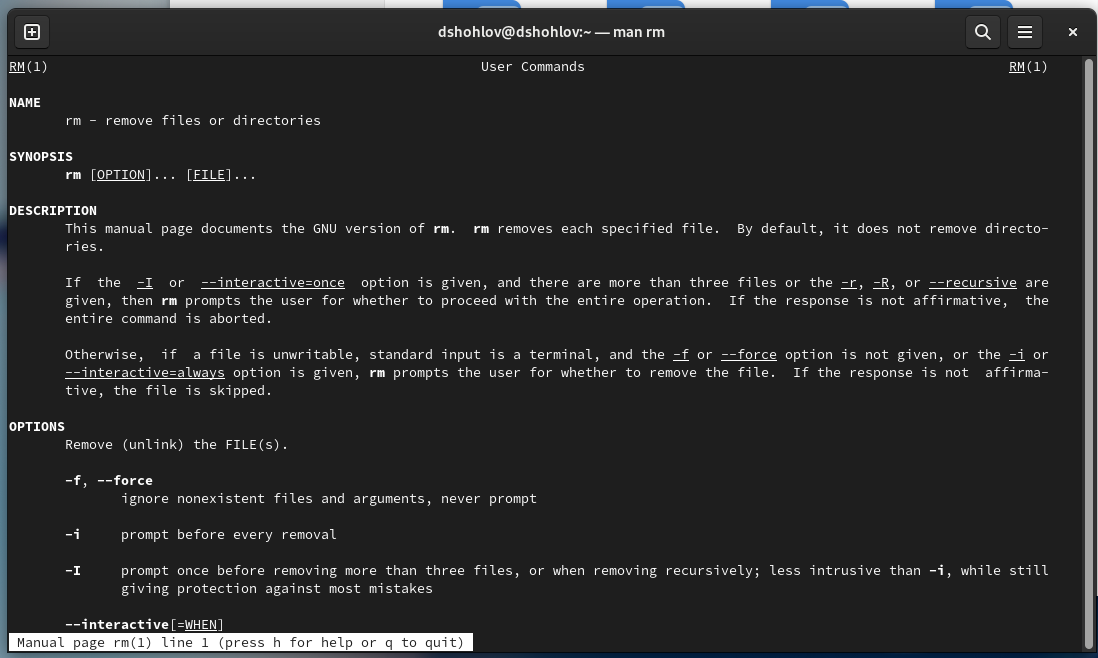 dshohlov@dshohlov:~ — man rm
RM(1) User Commands RM(1)
NAME
rm - remove files or directories
SYNOPSIS
rm [OPTION]... [FILE]...
DESCRIPTION
This manual page documents the GNU version of rm. rm removes each specified file. By default, it does not remove directo-
ries.
If the -I or --interactive=once option is given, and there are more than three files or the -r, -R, or --recursive are
given, then rm prompts the user for whether to proceed with the entire operation. If the response is not affirmative, the
entire command is aborted.
Otherwise, if a file is unwritable, standard input is a terminal, and the -f or --force option is not given, or the -i or
--interactive=always option is given, rm prompts the user for whether to remove the file. If the response is not affirma-
tive, the file is skipped.
OPTIONS
Remove (unlink) the FILE(s).
-f, --force
ignore nonexistent files and arguments, never prompt
-i prompt before every removal
-I prompt once before removing more than three files, or when removing recursively; less intrusive than -i, while still
giving protection against most mistakes
--interactive[=WHEN]
Manual page rm(1) line 1 (press h for help or q to quit)